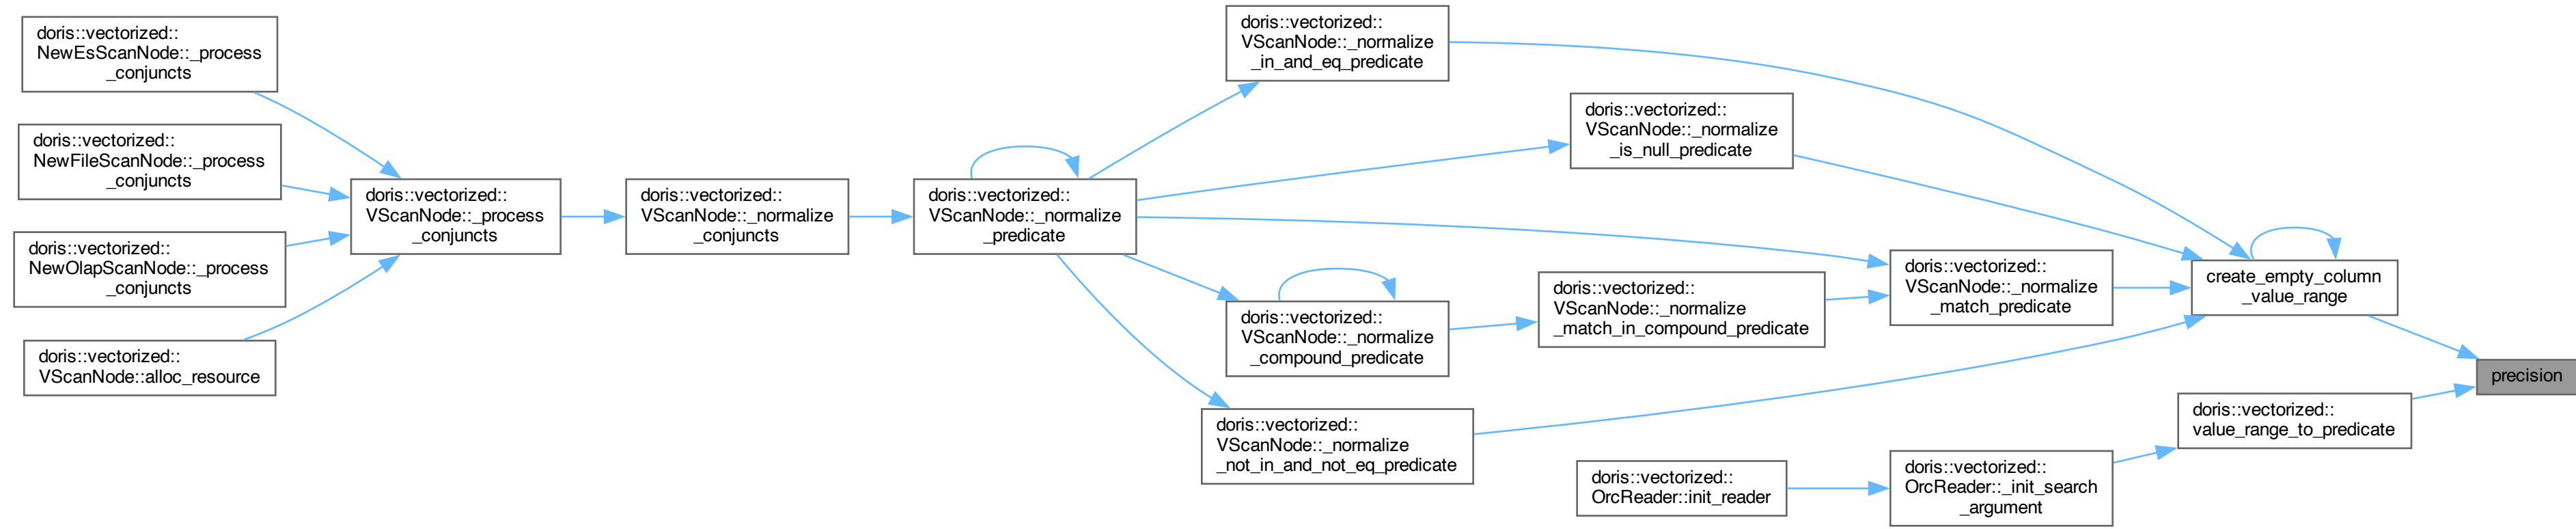 doris::vectorized::
NewEsScanNode::_process
_conjuncts
doris::vectorized::
NewFileScanNode::_process
_conjuncts
doris::vectorized::
NewOlapScanNode::_process
_conjuncts
doris::vectorized::
VScanNode::alloc_resource
doris::vectorized::
VScanNode::_process
_conjuncts
doris::vectorized::
VScanNode::_normalize
_conjuncts
doris::vectorized::
VScanNode::_normalize
_predicate
doris::vectorized::
VScanNode::_normalize
_in_and_eq_predicate
doris::vectorized::
VScanNode::_normalize
_is_null_predicate
doris::vectorized::
VScanNode::_normalize
_compound_predicate
doris::vectorized::
VScanNode::_normalize
_match_in_compound_predicate
doris::vectorized::
VScanNode::_normalize
_match_predicate
doris::vectorized::
VScanNode::_normalize
_not_in_and_not_eq_predicate
create_empty_column
_value_range
precision
doris::vectorized::
value_range_to_predicate
doris::vectorized::
OrcReader::_init_search
_argument
doris::vectorized::
OrcReader::init_reader